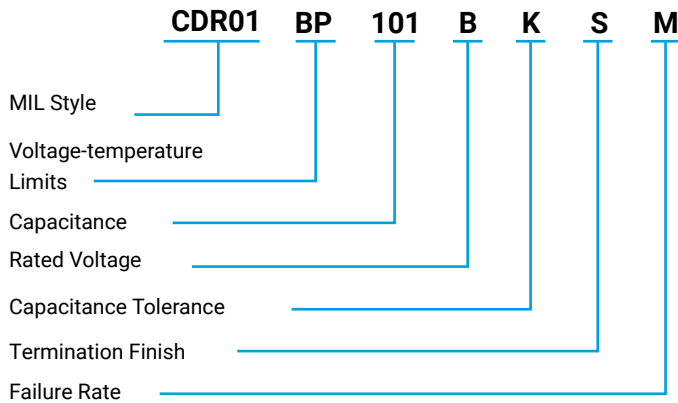 CDR01 BP 101 B K S M
MIL Style
Voltage-temperature
Limits
Capacitance
Rated Voltage
Capacitance Tolerance
Termination Finish
Failure Rate